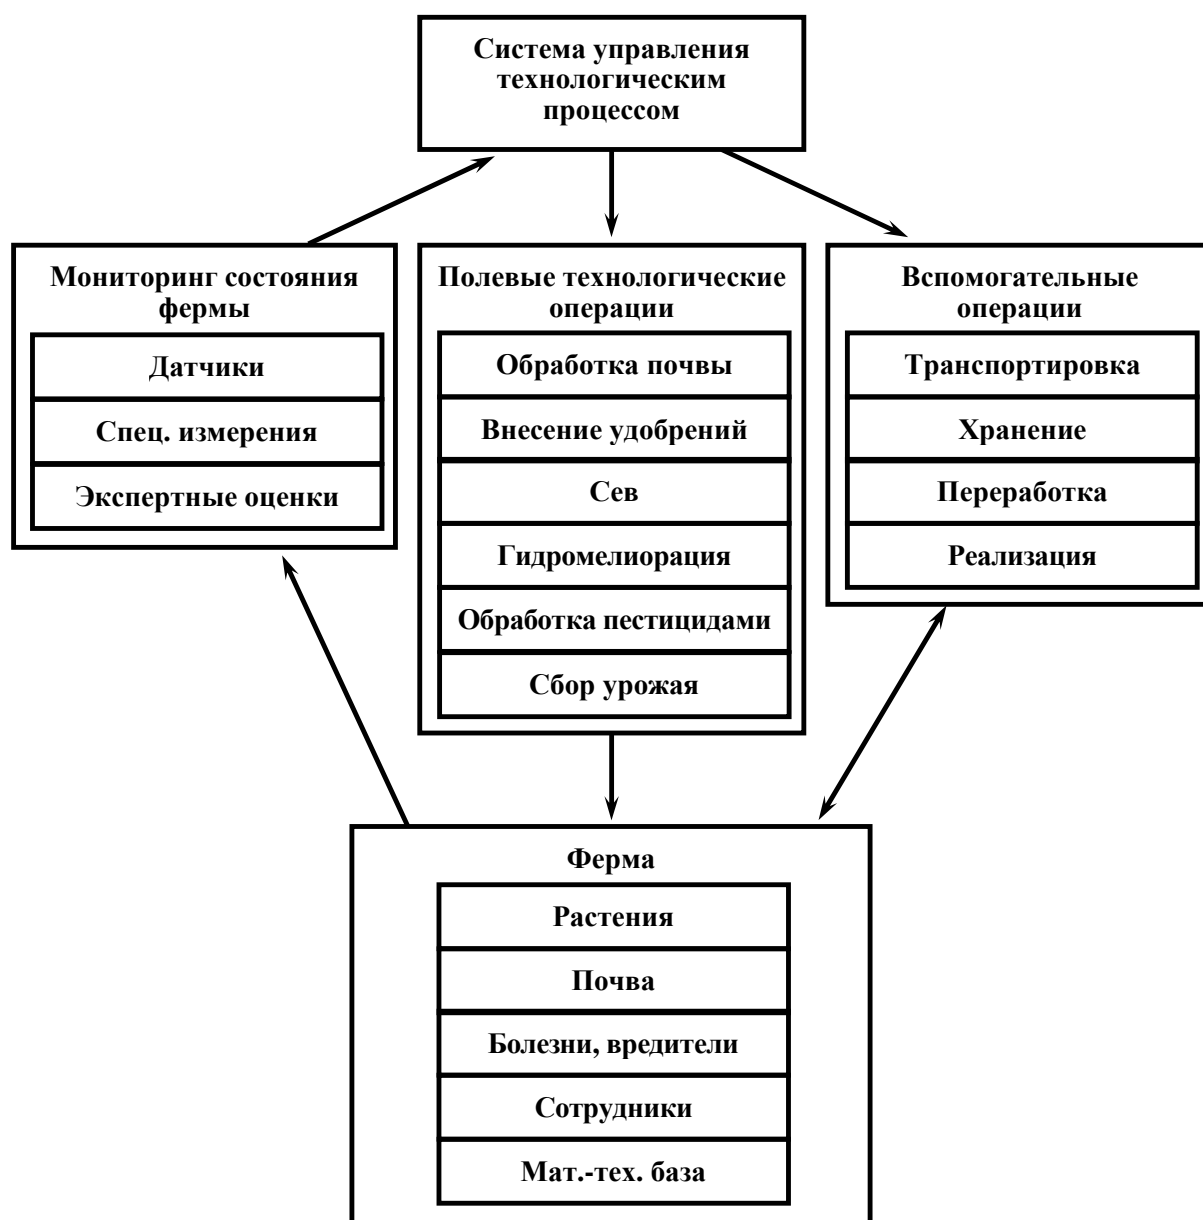 Система управления
технологическим
процессом
Мониторинг состояния
фермы
Датчики
Спец. измерения
Экспертные оценки
Полевые технологические
операции
Обработка почвы
Внесение удобрений
Сев
Гидромелиорация
Обработка пестицидами
Сбор урожая
Вспомогательные
операции
Транспортировка
Хранение
Переработка
Реализация
Ферма
Растения
Почва
Болезни, вредители
Сотрудники
Мат.-тех. база